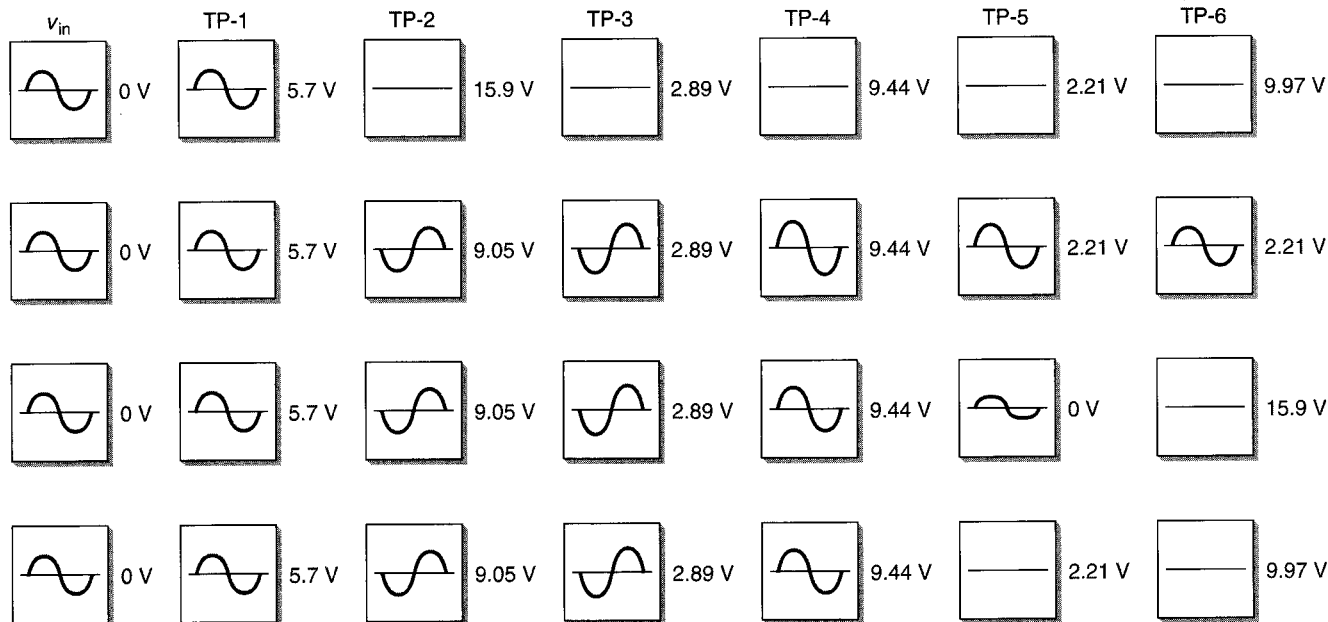 v_in TP-1 TP-2 TP-3 TP-4 TP-5 TP-6
0 V 5.7 V 15.9 V 2.89 V 9.44 V 2.21 V 9.97 V
0 V 5.7 V 9.05 V 2.89 V 9.44 V 2.21 V 2.21 V
0 V 5.7 V 9.05 V 2.89 V 9.44 V 0 V 15.9 V
0 V 5.7 V 9.05 V 2.89 V 9.44 V 2.21 V 9.97 V